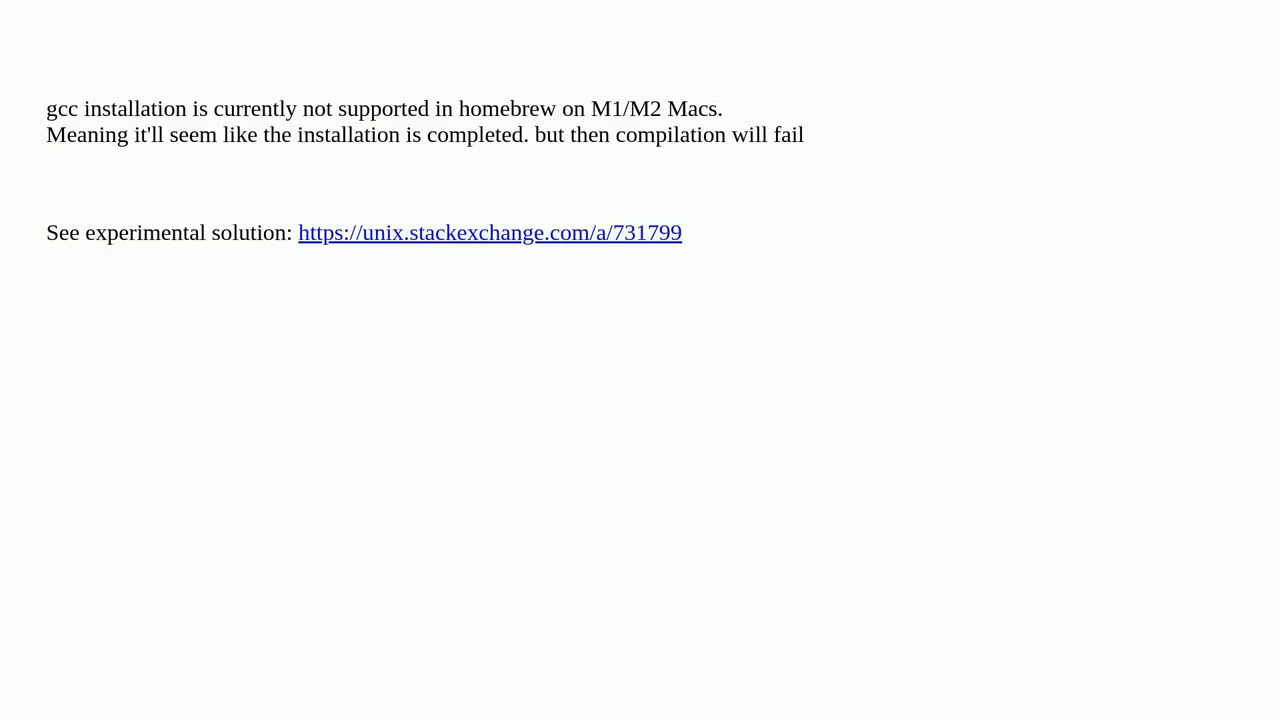 gcc installation is currently not supported in homebrew on M1/M2 Macs.
Meaning it'll seem like the installation is completed. but then compilation will fail
See experimental solution: https://unix.stackexchange.com/a/731799